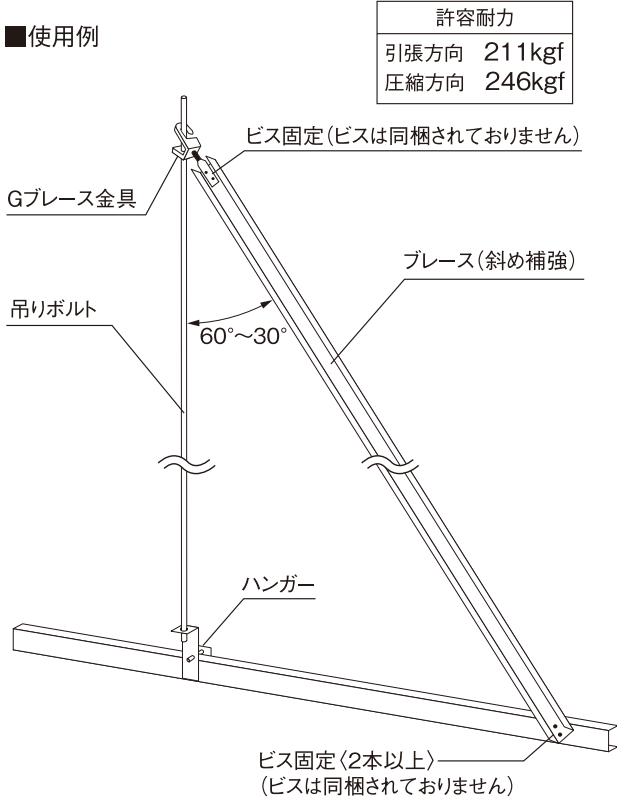 ■使用例
許容耐力
引張方向 211kgf
圧縮方向 246kgf
ビス固定(ビスは同梱されておりません)
Gブレース金具
ブレース(斜め補強)
吊りボルト
60°~30°
ハンガー
ビス固定〈2本以上〉
(ビスは同梱されておりません)